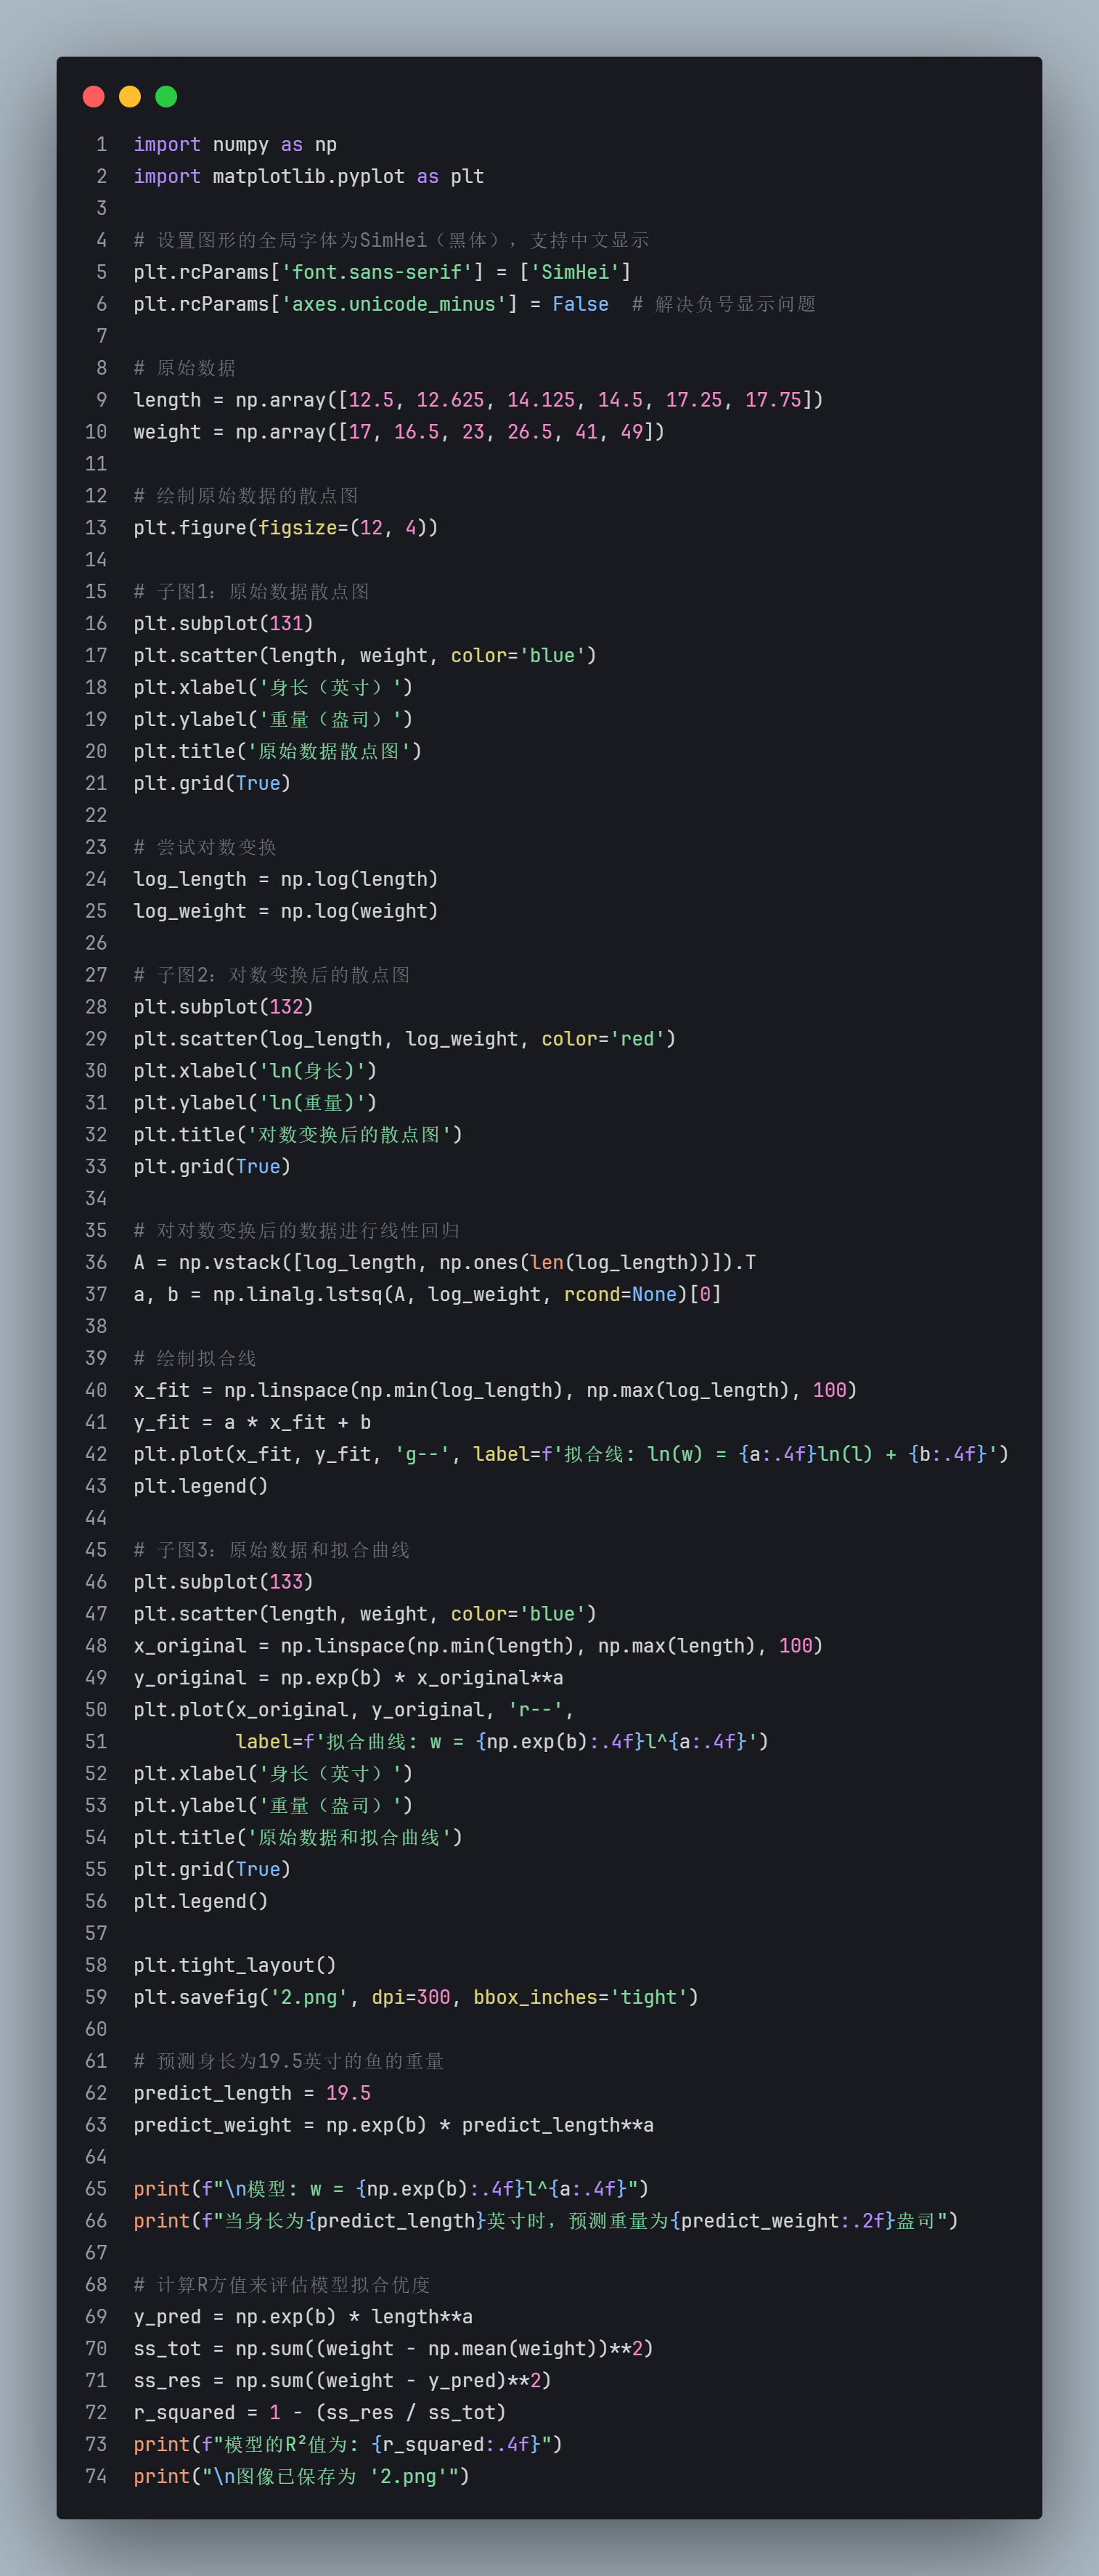 1 import numpy as np
2 import matplotlib.pyplot as plt
3
4 # 设置图形的全局字体为SimHei（黑体），支持中文显示
5 plt.rcParams['font.sans-serif'] = ['SimHei']
6 plt.rcParams['axes.unicode_minus'] = False  # 解决负号显示问题
7
8 # 原始数据
9 length = np.array([12.5, 12.625, 14.125, 14.5, 17.25, 17.75])
10 weight = np.array([17, 16.5, 23, 26.5, 41, 49])
11
12 # 绘制原始数据的散点图
13 plt.figure(figsize=(12, 4))
14
15 # 子图1：原始数据散点图
16 plt.subplot(131)
17 plt.scatter(length, weight, color='blue')
18 plt.xlabel('身长（英寸）')
19 plt.ylabel('重量（盎司）')
20 plt.title('原始数据散点图')
21 plt.grid(True)
22
23 # 尝试对数变换
24 log_length = np.log(length)
25 log_weight = np.log(weight)
26
27 # 子图2：对数变换后的散点图
28 plt.subplot(132)
29 plt.scatter(log_length, log_weight, color='red')
30 plt.xlabel('ln(身长)')
31 plt.ylabel('ln(重量)')
32 plt.title('对数变换后的散点图')
33 plt.grid(True)
34
35 # 对对数变换后的数据进行线性回归
36 A = np.vstack([log_length, np.ones(len(log_length))]).T
37 a, b = np.linalg.lstsq(A, log_weight, rcond=None)[0]
38
39 # 绘制拟合线
40 x_fit = np.linspace(np.min(log_length), np.max(log_length), 100)
41 y_fit = a * x_fit + b
42 plt.plot(x_fit, y_fit, 'g--', label=f'拟合线: ln(w) = {a:.4f}ln(l) + {b:.4f}')
43 plt.legend()
44
45 # 子图3：原始数据和拟合曲线
46 plt.subplot(133)
47 plt.scatter(length, weight, color='blue')
48 x_original = np.linspace(np.min(length), np.max(length), 100)
49 y_original = np.exp(b) * x_original**a
50 plt.plot(x_original, y_original, 'r--',
51          label=f'拟合曲线: w = {np.exp(b):.4f}l^{a:.4f}')
52 plt.xlabel('身长（英寸）')
53 plt.ylabel('重量（盎司）')
54 plt.title('原始数据和拟合曲线')
55 plt.grid(True)
56 plt.legend()
57
58 plt.tight_layout()
59 plt.savefig('2.png', dpi=300, bbox_inches='tight')
60
61 # 预测身长为19.5英寸的鱼的重量
62 predict_length = 19.5
63 predict_weight = np.exp(b) * predict_length**a
64
65 print(f"\n模型: w = {np.exp(b):.4f}l^{a:.4f}")
66 print(f"当身长为{predict_length}英寸时，预测重量为{predict_weight:.2f}盎司")
67
68 # 计算R方值来评估模型拟合优度
69 y_pred = np.exp(b) * length**a
70 ss_tot = np.sum((weight - np.mean(weight))**2)
71 ss_res = np.sum((weight - y_pred)**2)
72 r_squared = 1 - (ss_res / ss_tot)
73 print(f"模型的R²值为: {r_squared:.4f}")
74 print("\n图像已保存为 '2.png'")